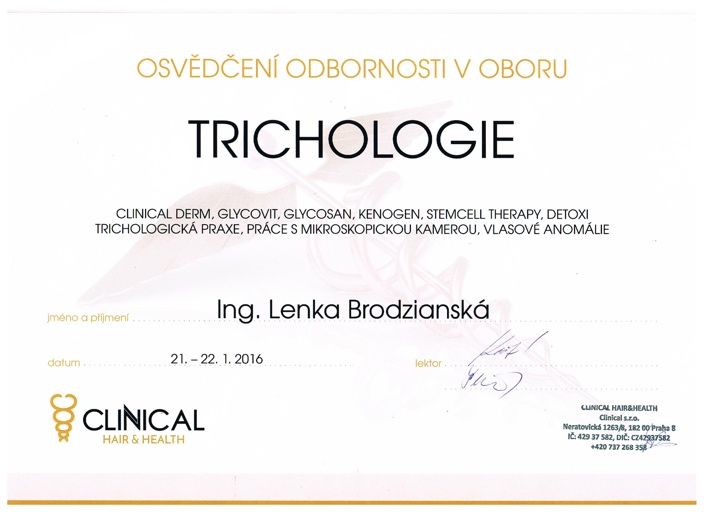 OSVĚDČENÍ ODBORNOSTI V OBORU
TRICHOLOGIE
CLINICAL DERM, GLYCOVIT, GLYCOSAN, KENOGEN, STEMCELL THERAPY, DETOXI
TRICHOLOGICKÁ PRAXE, PRÁCE S MIKROSKOPICKOU KAMEROU, VLASOVÉ ANOMÁLIE
jméno a příjmení Ing. Lenka Brodzianská
datum 21. – 22. 1. 2016 lektor
CLINICAL
HAIR & HEALTH
CLINICAL HAIR&HEALTH
Clinical s.r.o.
Neratovická 1263/8, 182 00 Praha 8
IČ: 429 37 582, DIČ: CZ42937582
+420 737 268 358